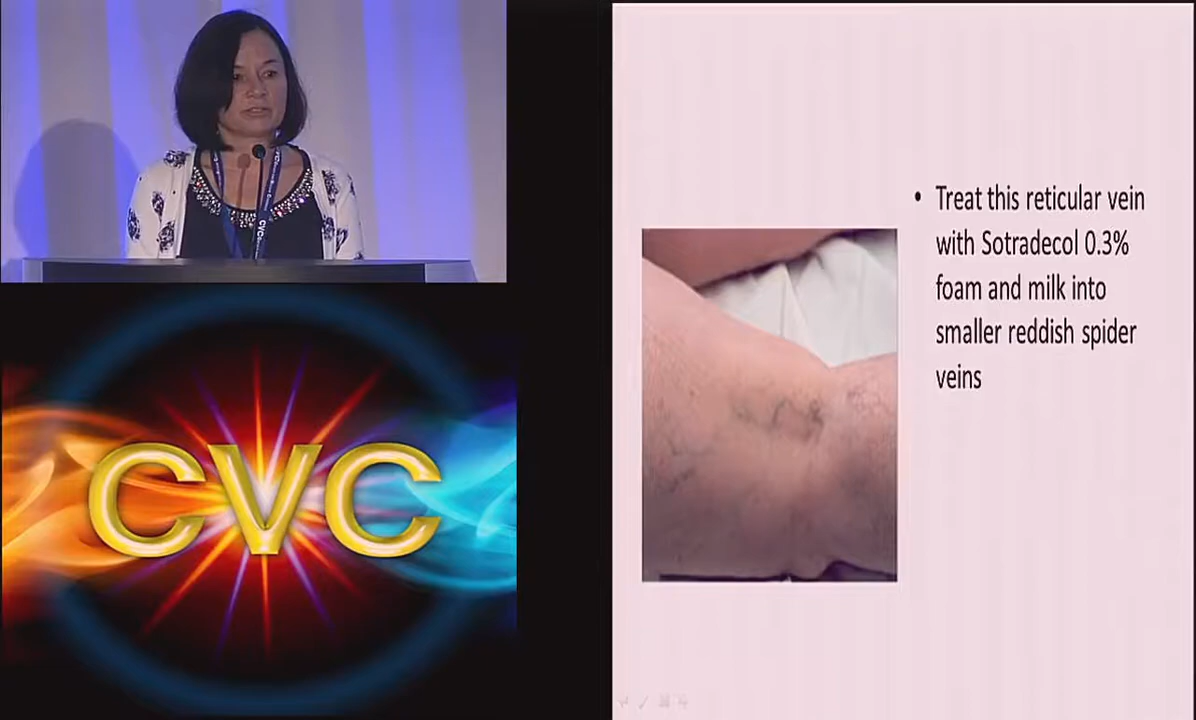 CVC
• Treat this reticular vein
with Sotradecol 0.3%
foam and milk into
smaller reddish spider
veins